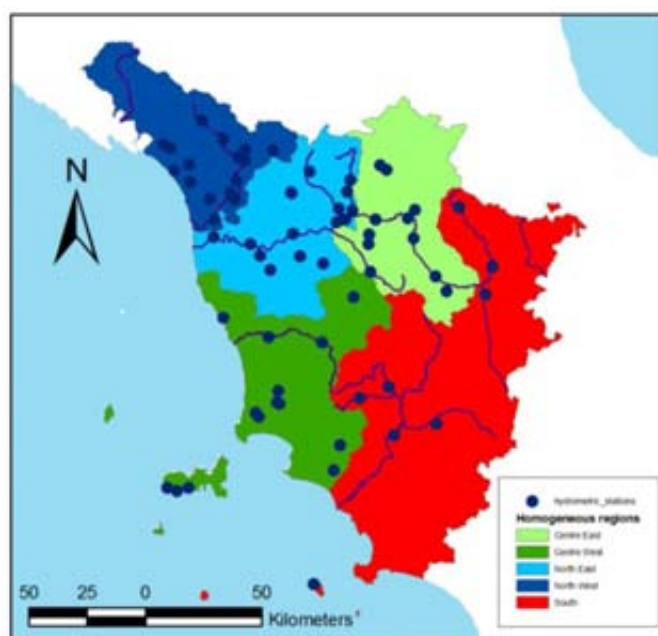 N
hydrometric_stations
Homogeneous regions
Centre East
Centre West
North East
North West
South
50 25 0 50
Kilometers